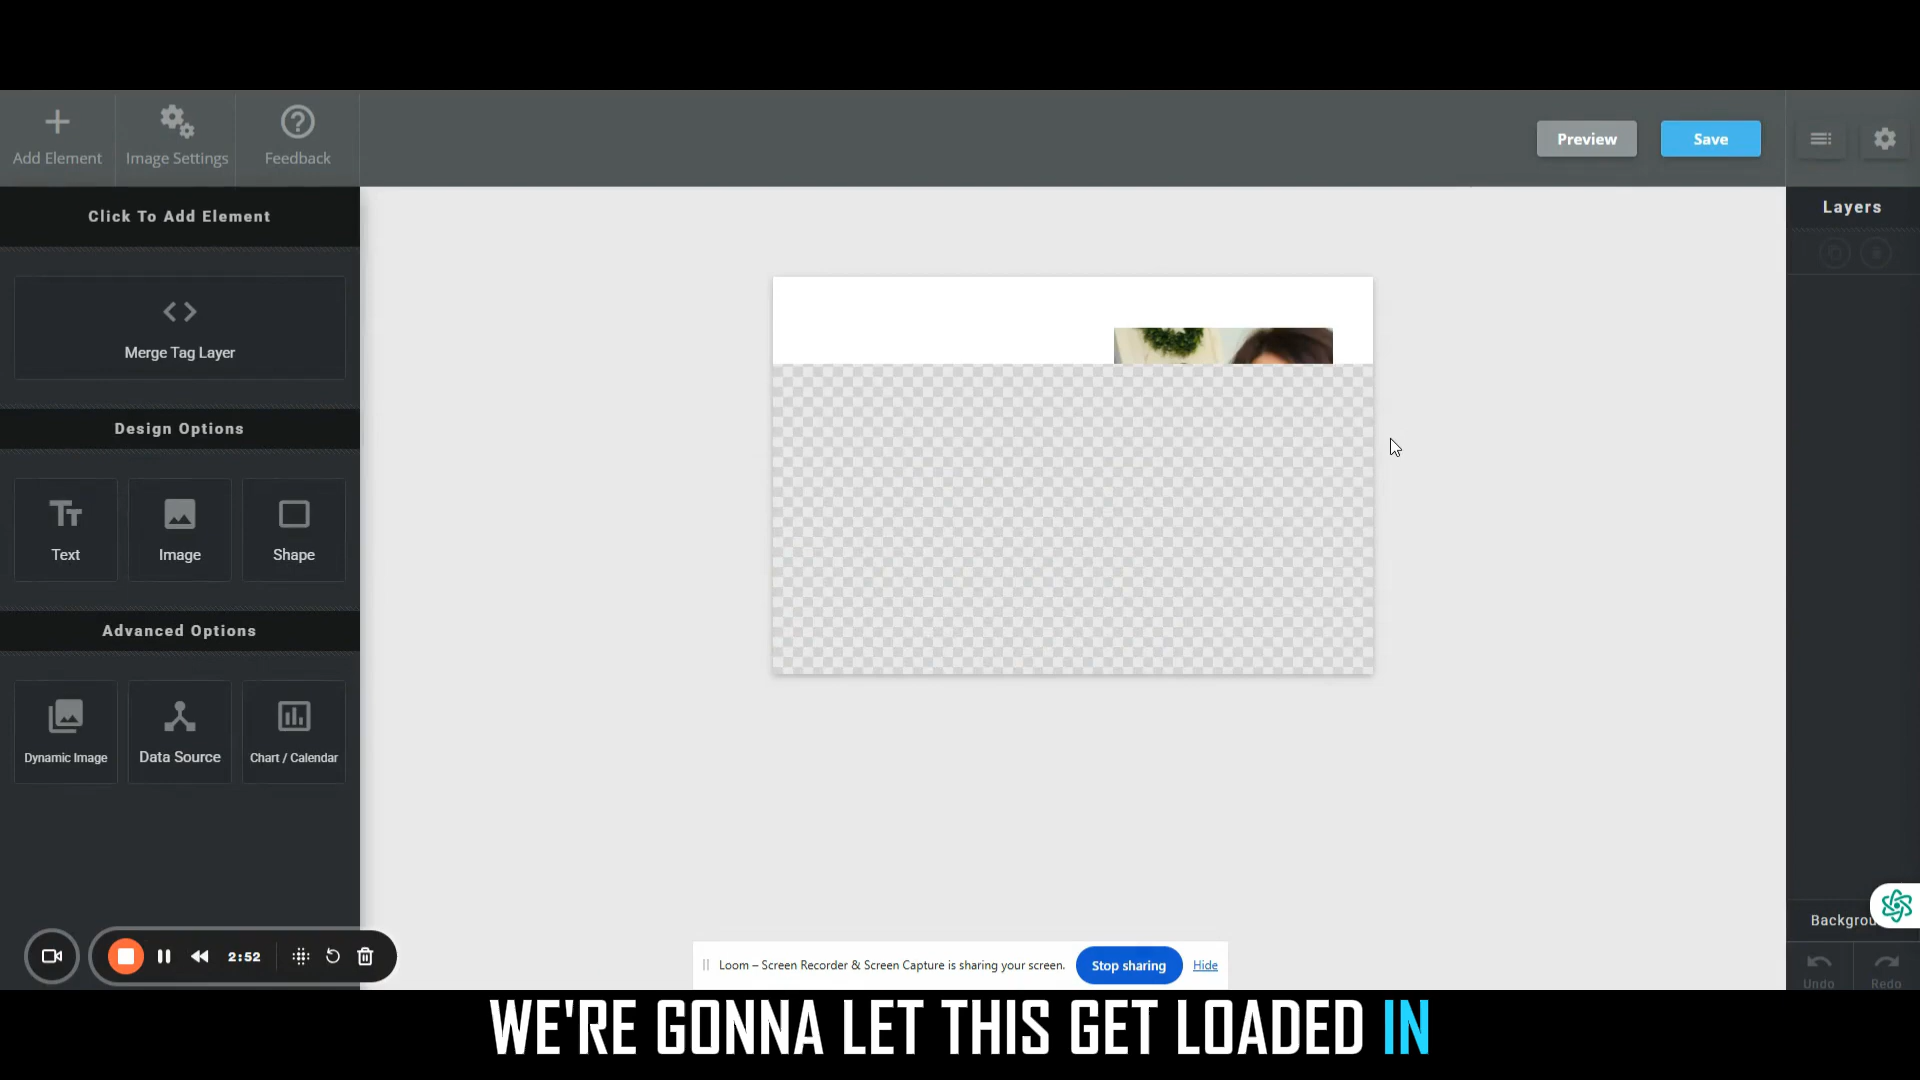 Add Element
Image Settings
Feedback
Preview
Save
Click To Add Element
Layers
Merge Tag Layer
Design Options
Text
Image
Shape
Advanced Options
Dynamic Image
Data Source
Chart / Calendar
Undo
Redo
2:52
Loom – Screen Recorder & Screen Capture is sharing your screen.
Stop sharing
Hide
WE'RE GONNA LET THIS GET LOADED IN